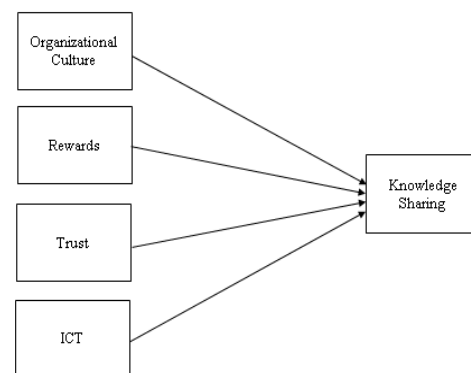 Organizational
Culture
Rewards
Knowledge
Sharing
Trust
ICT